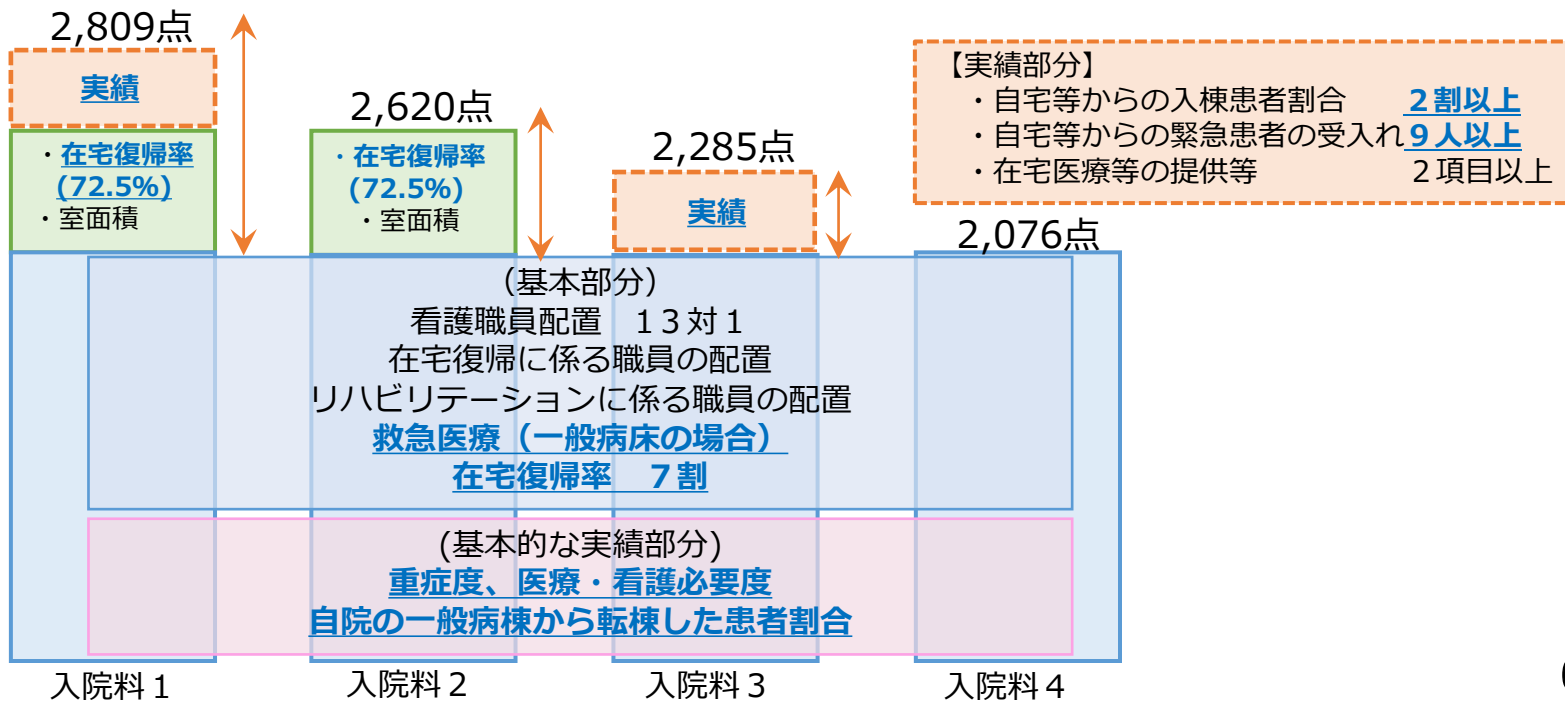 2,809点
実績
・在宅復帰率
(72.5%)
・室面積
2,620点
・在宅復帰率
(72.5%)
・室面積
2,285点
実績
2,076点
【実績部分】
・自宅等からの入棟患者割合　２割以上
・自宅等からの緊急患者の受入れ９人以上
・在宅医療等の提供等　２項目以上
（基本部分）
看護職員配置　１３対１
在宅復帰に係る職員の配置
リハビリテーションに係る職員の配置
救急医療（一般病床の場合）
在宅復帰率　７割
(基本的な実績部分)
重症度、医療・看護必要度
自院の一般病棟から転棟した患者割合
入院料１
入院料２
入院料３
入院料４